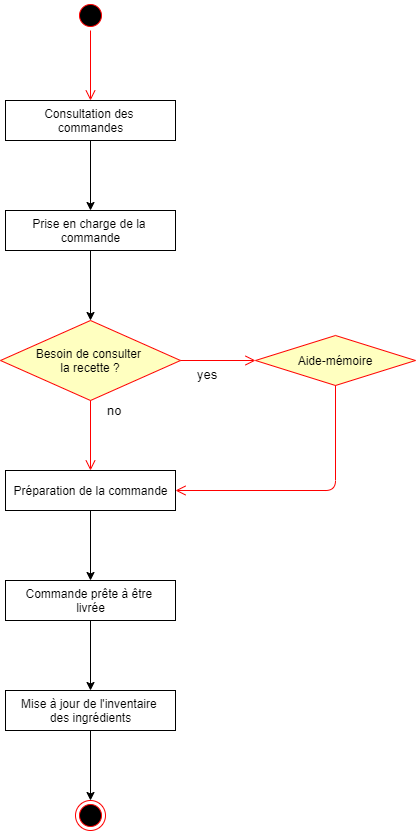 Consultation des
commandes
Prise en charge de la
commande
Besoin de consulter
la recette ?
yes
Aide-mémoire
no
Préparation de la commande
Commande prête à être
livrée
Mise à jour de l'inventaire
des ingrédients